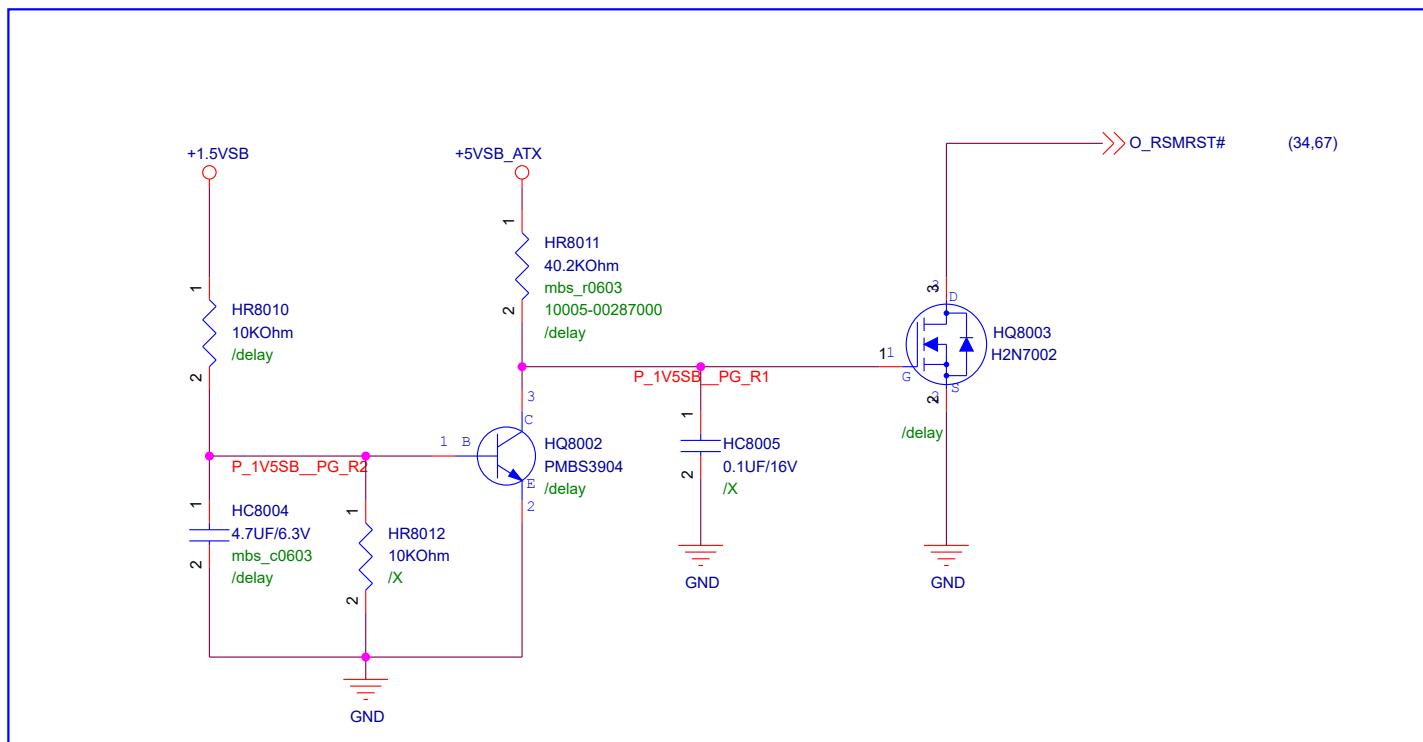 O_RSMRST# (34,67)
+1.5VSB
+5VSB_ATX
1
HR8011
40.2KOhm
mbs_r0603
10005-00287000
/delay
2
1
HR8010
10KOhm
/delay
2
3
3
D
HQ8003
H2N7002
1
1
G
S
2
2
/delay
P_1V5SB__PG_R1
3
C
1
B
HQ8002
PMBS3904
/delay
E
2
1
HC8005
0.1UF/16V
/X
2
GND
GND
P_1V5SB__PG_R2
1
HC8004
4.7UF/6.3V
mbs_c0603
/delay
2
1
HR8012
10KOhm
/X
2
GND